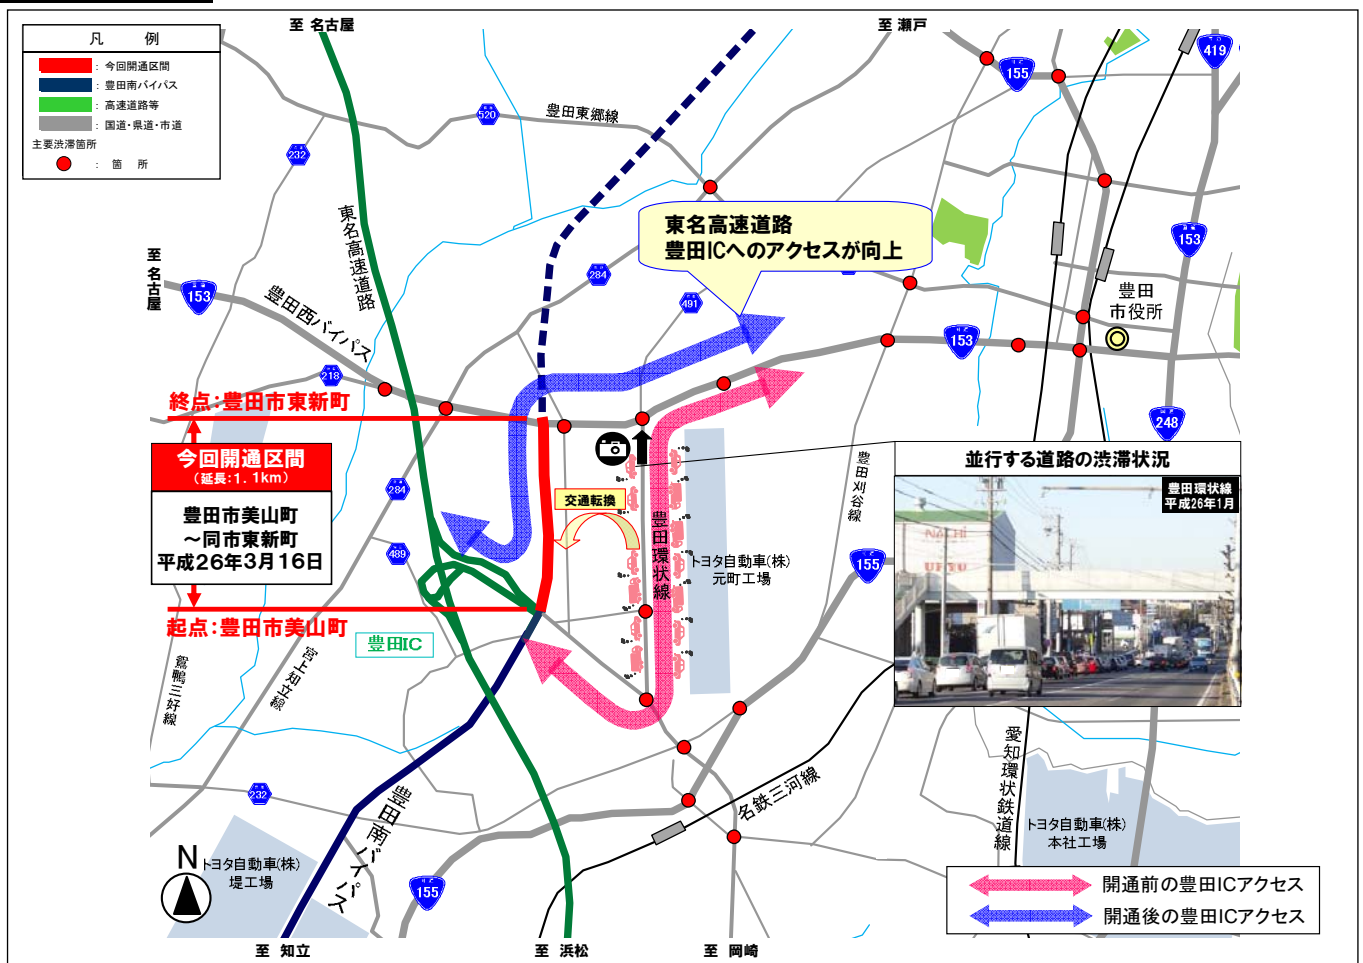 凡 例
: 今回開通区間
: 豊田南バイパス
: 高速道路等
: 国道・県道・市道
主要渋滞箇所
: 箇 所
至 名古屋
至 瀬戸
419
155
520
豊田東郷線
232
東名高速道路
東名高速道路
豊田ICへのアクセスが向上
153
至 名古屋
153
豊田西バイパス
284
491
豊田
市役所
153
218
終点:豊田市東新町
248
今回開通区間
(延長:1.1km)
豊田市美山町
~同市東新町
平成26年3月16日
起点:豊田市美山町
284
489
交通転換
豊田環状線
トヨタ自動車(株)
元町工場
豊田刈谷線
155
並行する道路の渋滞状況
豊田環状線
平成26年1月
豊田IC
宮上知立線
鴛鴨三好線
232
豊田南バイパス
名鉄三河線
愛知環状鉄道線
トヨタ自動車(株)
本社工場
N
トヨタ自動車(株)
堤工場
155
開通前の豊田ICアクセス
開通後の豊田ICアクセス
至 知立
至 浜松
至 岡崎